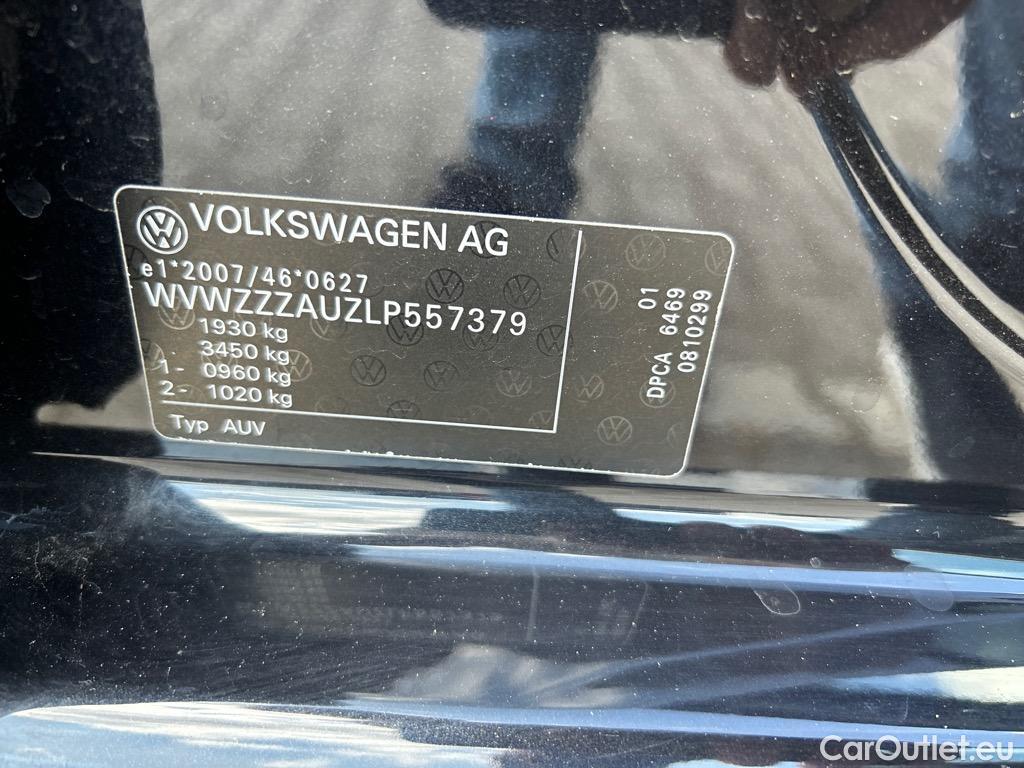 VOLKSWAGEN AG
e1*2007/46*0627
WVWZZZAUZLP557379
1930 kg
3450 kg
1- 0960 kg
2- 1020 kg
Typ AUV
01
DPCA 6469
0810299
CarOutlet.eu